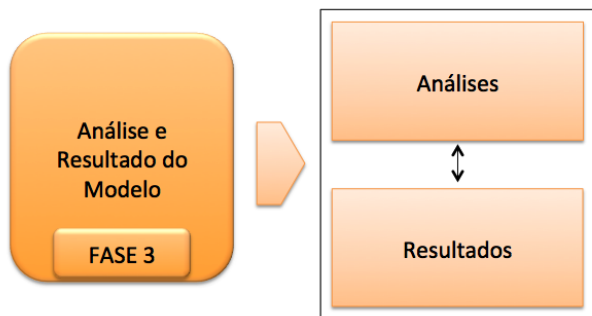 Análise e
Resultado do
Modelo
FASE 3
Análises
Resultados